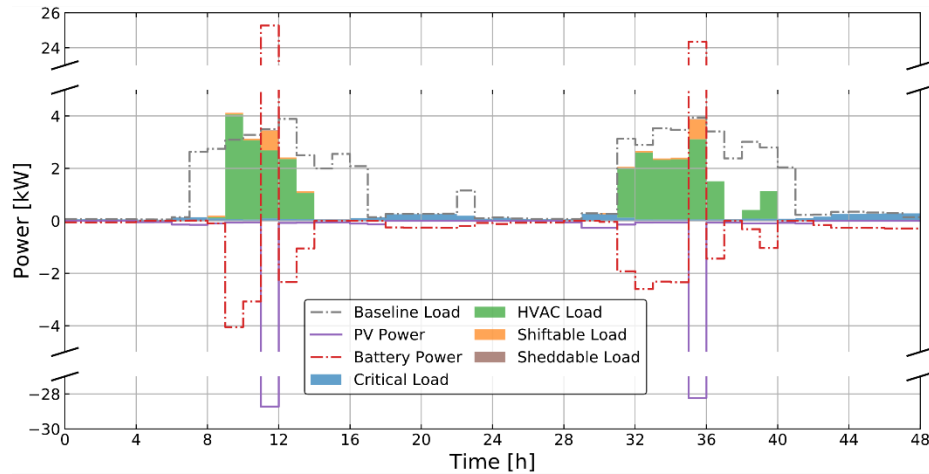 26
24
4
2
0
−2
−4
−28
−30
Power [kW]
Baseline Load
PV Power
Battery Power
Critical Load
HVAC Load
Shiftable Load
Sheddable Load
0 4 8 12 16 20 24 28 32 36 40 44 48
Time [h]